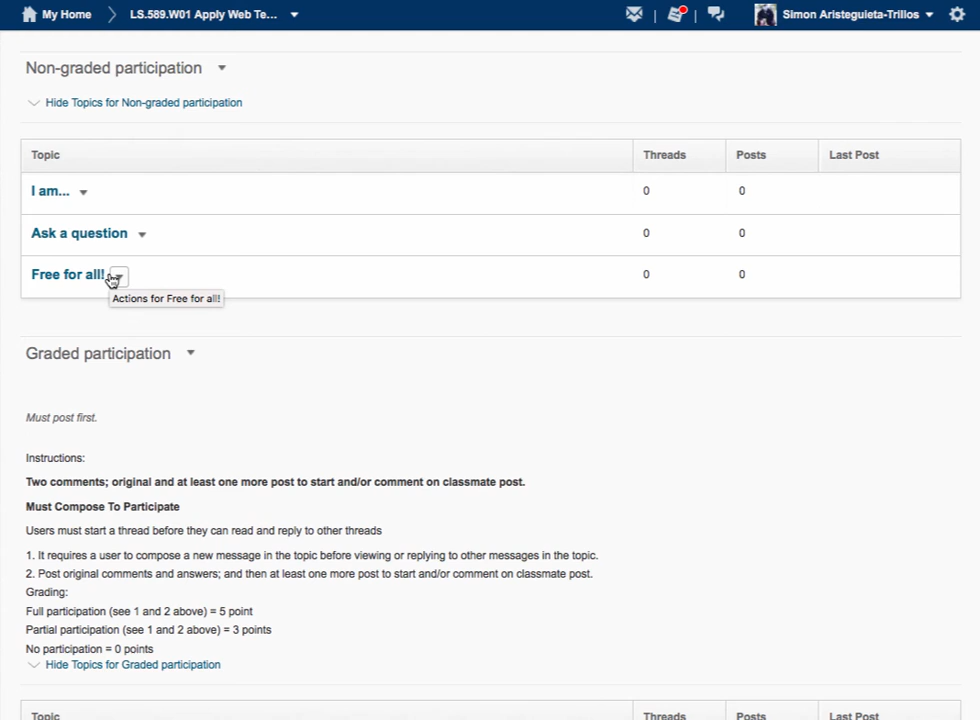 My Home LS.589.W01 Apply Web Te... Simon Aristeguieta-Trillos
Non-graded participation
Hide Topics for Non-graded participation
Topic Threads Posts Last Post
I am... 0 0
Ask a question 0 0
Free for all! 0 0
Actions for Free for all!
Graded participation
Must post first.
Instructions:
Two comments; original and at least one more post to start and/or comment on classmate post.
Must Compose To Participate
Users must start a thread before they can read and reply to other threads
1. It requires a user to compose a new message in the topic before viewing or replying to other messages in the topic.
2. Post original comments and answers; and then at least one more post to start and/or comment on classmate post.
Grading:
Full participation (see 1 and 2 above) = 5 point
Partial participation (see 1 and 2 above) = 3 points
No participation = 0 points
Hide Topics for Graded participation
Topic Threads Posts Last Post